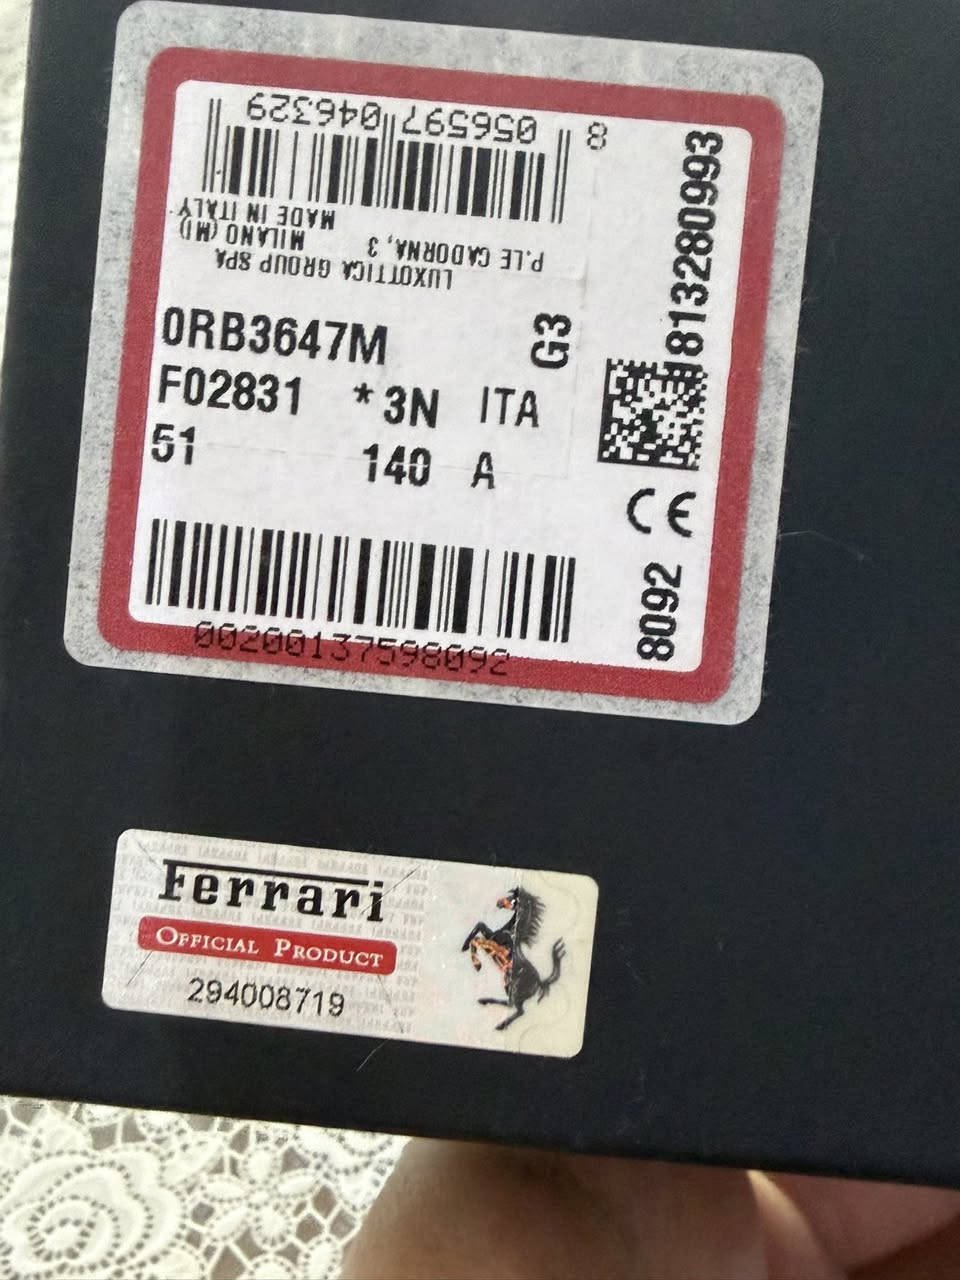 8 056597 046329
LUXOTTICA GROUP SPA
P.LE CADORNA, 3
MILANO (MI)
MADE IN ITALY
0RB3647M
G3
F02831 *3N ITA
51 140 A
813280993
CE
8092
00200137598092
Ferrari
OFFICIAL PRODUCT
294008719